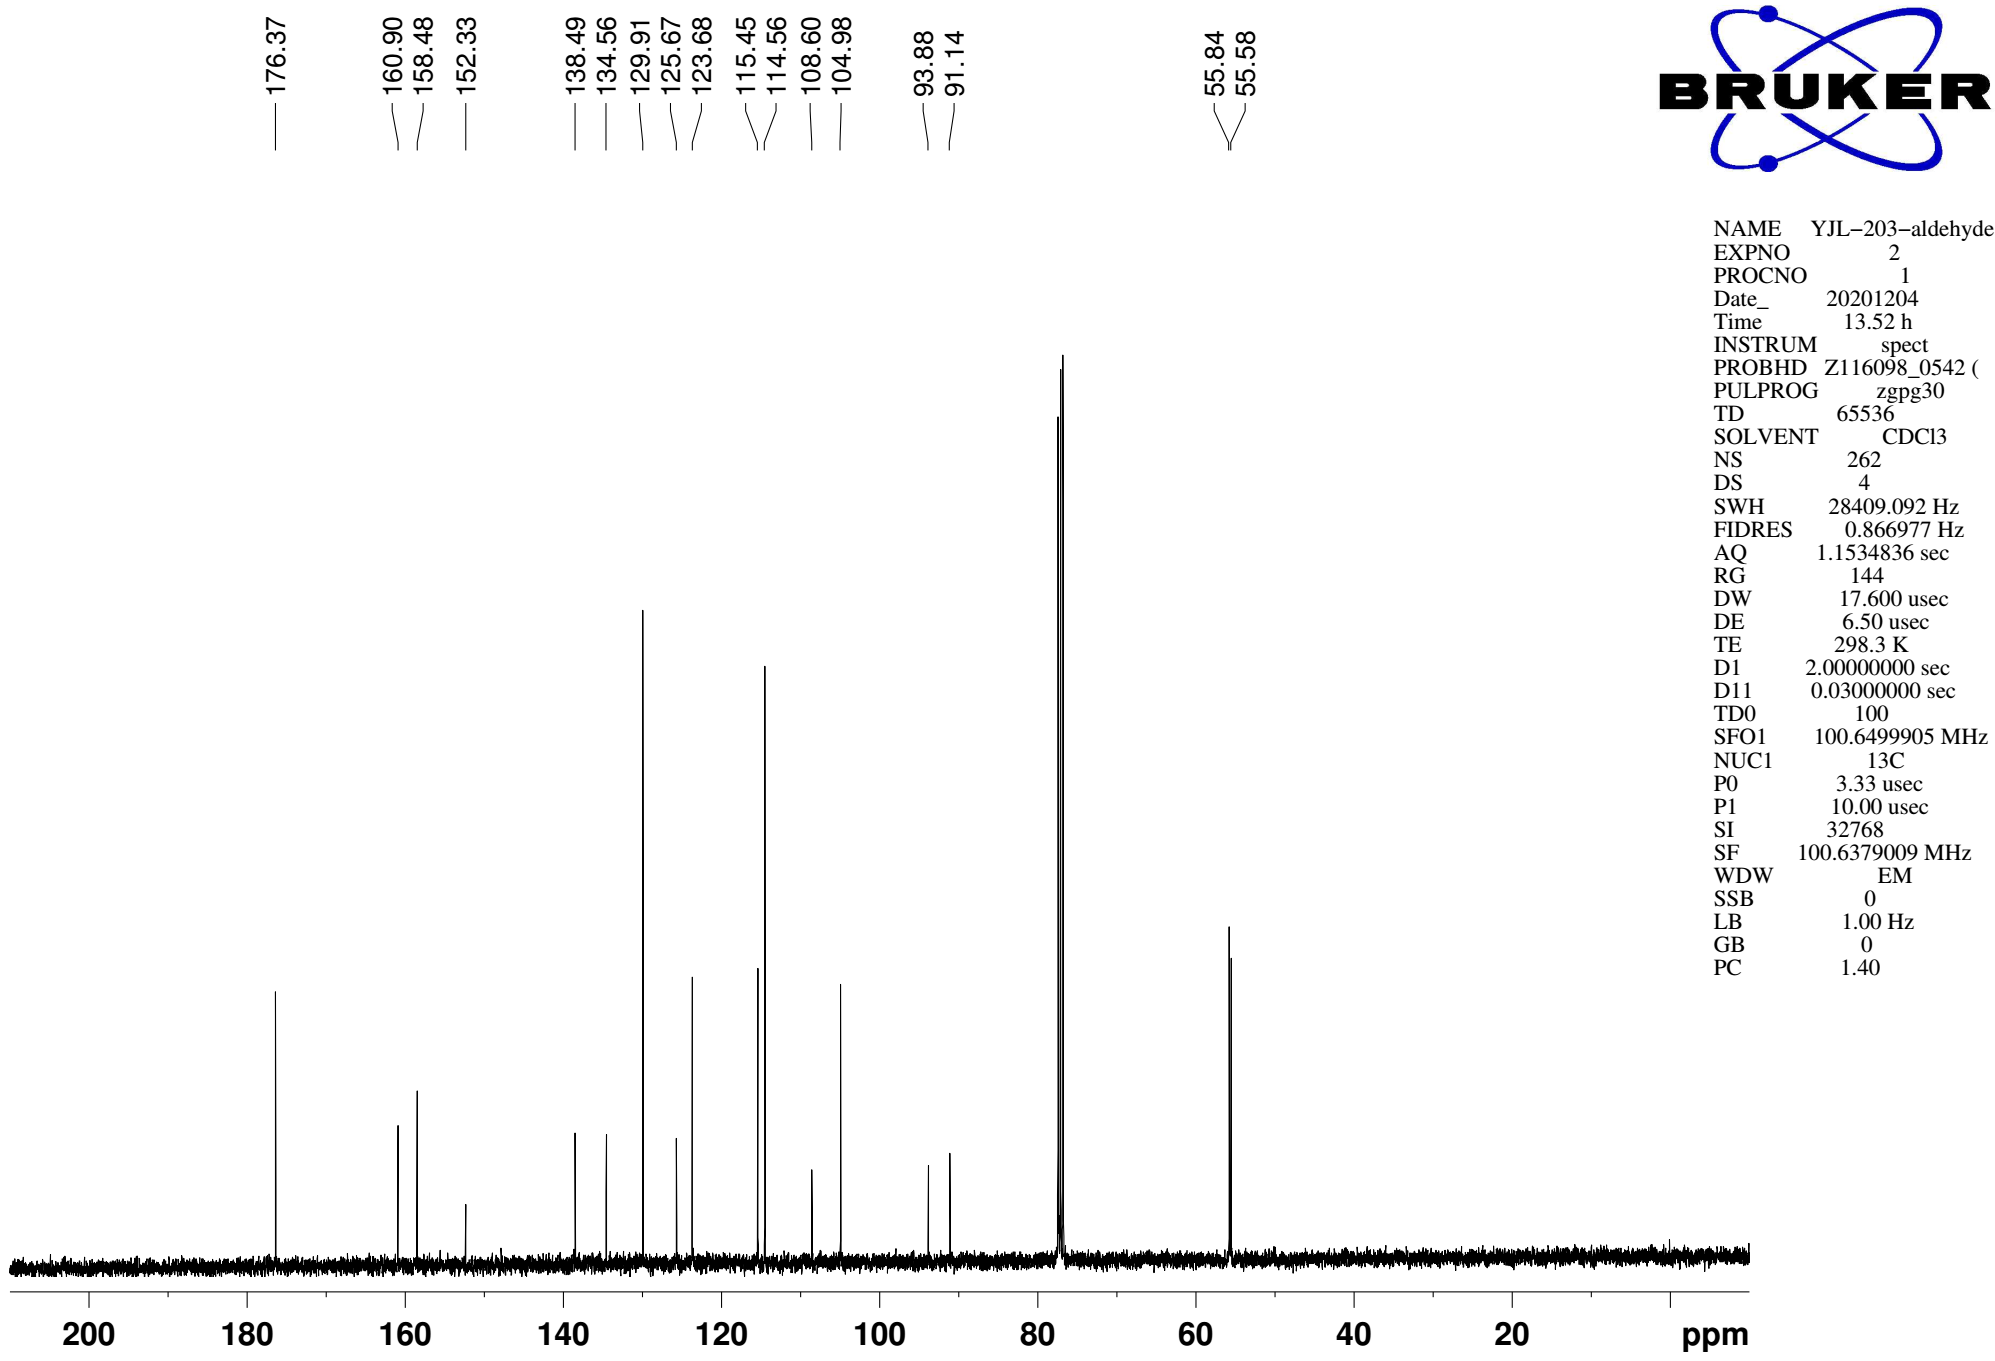 176.37
160.90
158.48
152.33
138.49
134.56
129.91
125.67
123.68
115.45
114.56
108.60
104.98
93.88
91.14
55.84
55.58
BRUKER
NAME YJL-203-aldehyde
EXPNO 2
PROCNO 1
Date_ 20201204
Time 13.52 h
INSTRUM spect
PROBHD Z116098_0542 (
PULPROG zgpg30
TD 65536
SOLVENT CDCl3
NS 262
DS 4
SWH 28409.092 Hz
FIDRES 0.866977 Hz
AQ 1.1534836 sec
RG 144
DW 17.600 usec
DE 6.50 usec
TE 298.3 K
D1 2.00000000 sec
D11 0.03000000 sec
TD0 100
SFO1 100.6499905 MHz
NUC1 13C
P0 3.33 usec
P1 10.00 usec
SI 32768
SF 100.6379009 MHz
WDW EM
SSB 0
LB 1.00 Hz
GB 0
PC 1.40
200 180 160 140 120 100 80 60 40 20 ppm